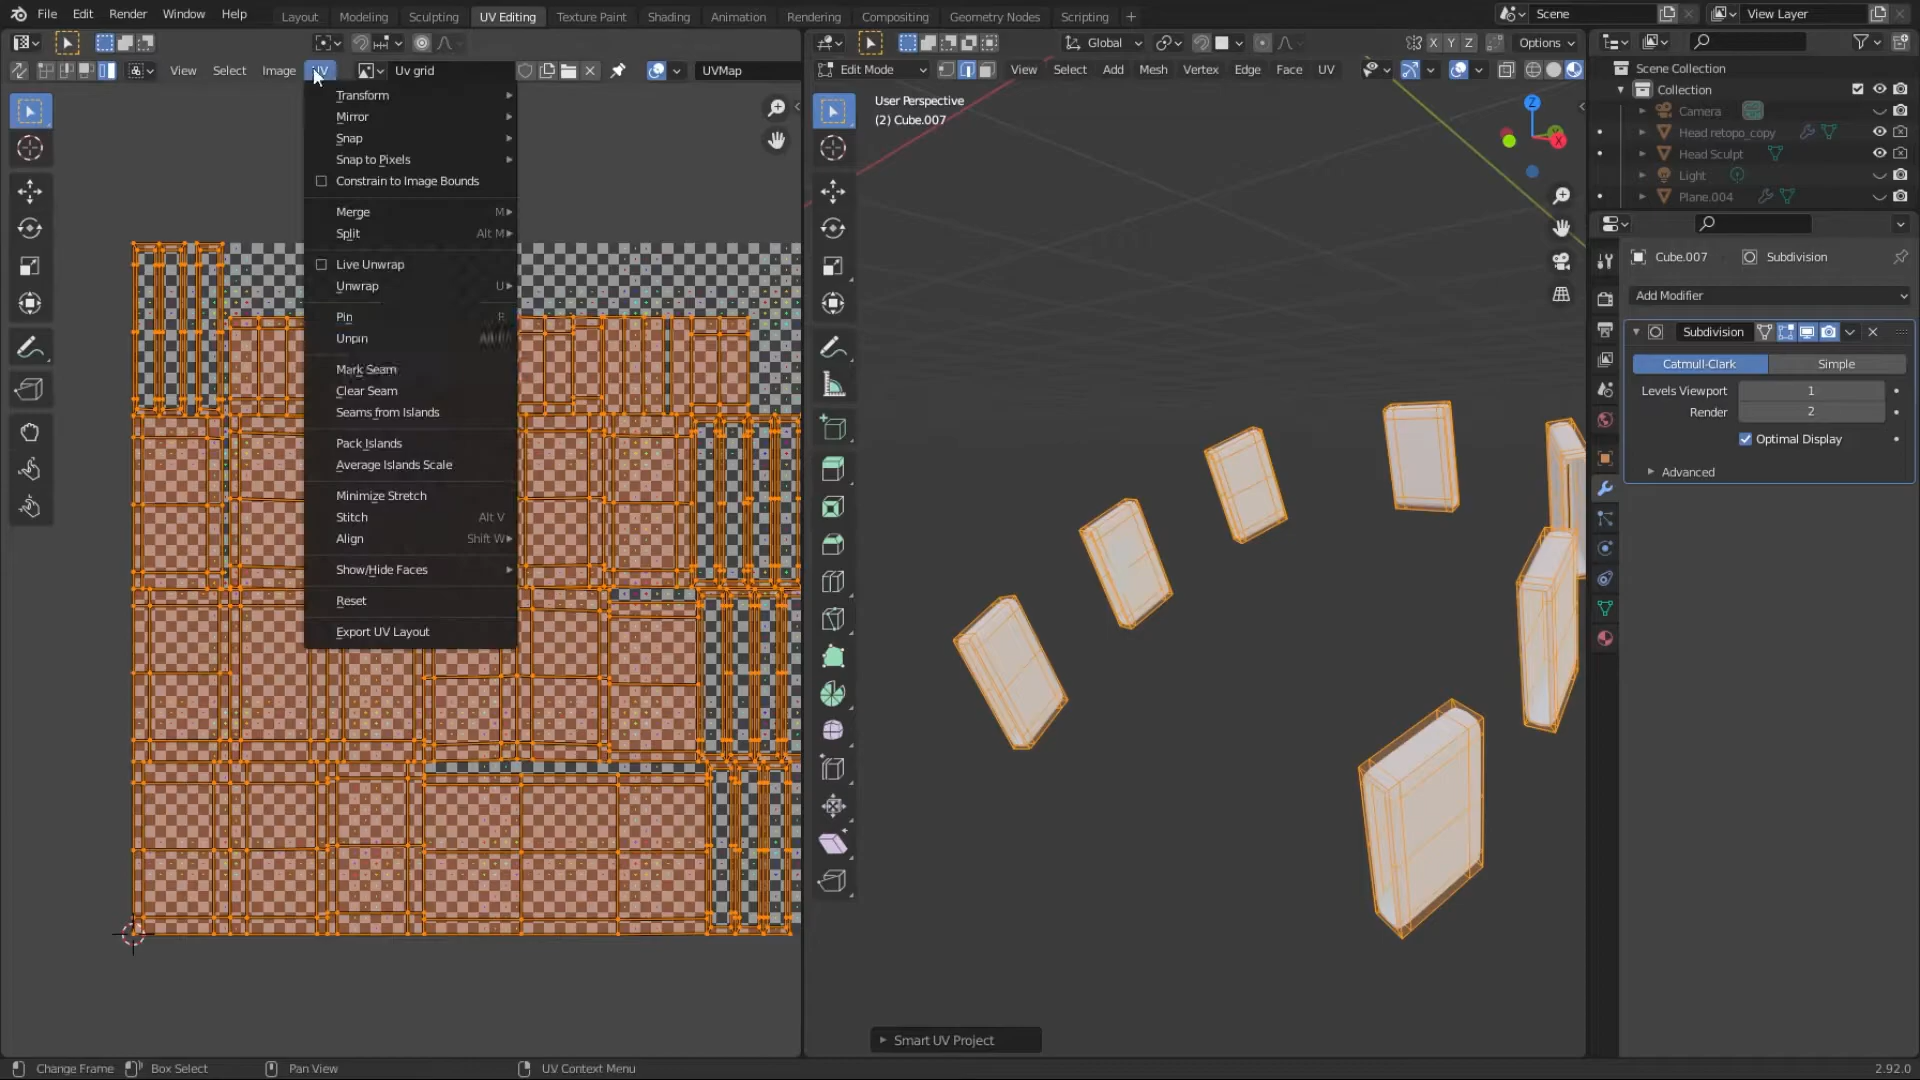 File Edit Render Window Help
Layout Modeling Sculpting UV Editing Texture Paint Shading Animation Rendering Compositing Geometry Nodes Scripting +
Scene
View Layer
Global
X Y Z
Options
View Select Image UV
Uv grid
UVMap
Edit Mode
View Select Add Mesh Vertex Edge Face UV
Transform
Mirror
Snap
Snap to Pixels
Constrain to Image Bounds
Merge M
Split Alt M
Live Unwrap
Unwrap U
Pin P
Unpin
Mark Seam
Clear Seam
Seams from Islands
Pack Islands
Average Islands Scale
Minimize Stretch
Stitch Alt V
Align Shift W
Show/Hide Faces
Reset
Export UV Layout
User Perspective
(2) Cube.007
Z
X
Smart UV Project
Scene Collection
Collection
Camera
Head retopo_copy
Head Sculpt
Light
Plane.004
Cube.007
Subdivision
Add Modifier
Subdivision
Catmull-Clark Simple
Levels Viewport 1
Render 2
Optimal Display
Advanced
Change Frame
Box Select
Pan View
UV Context Menu
2.92.0